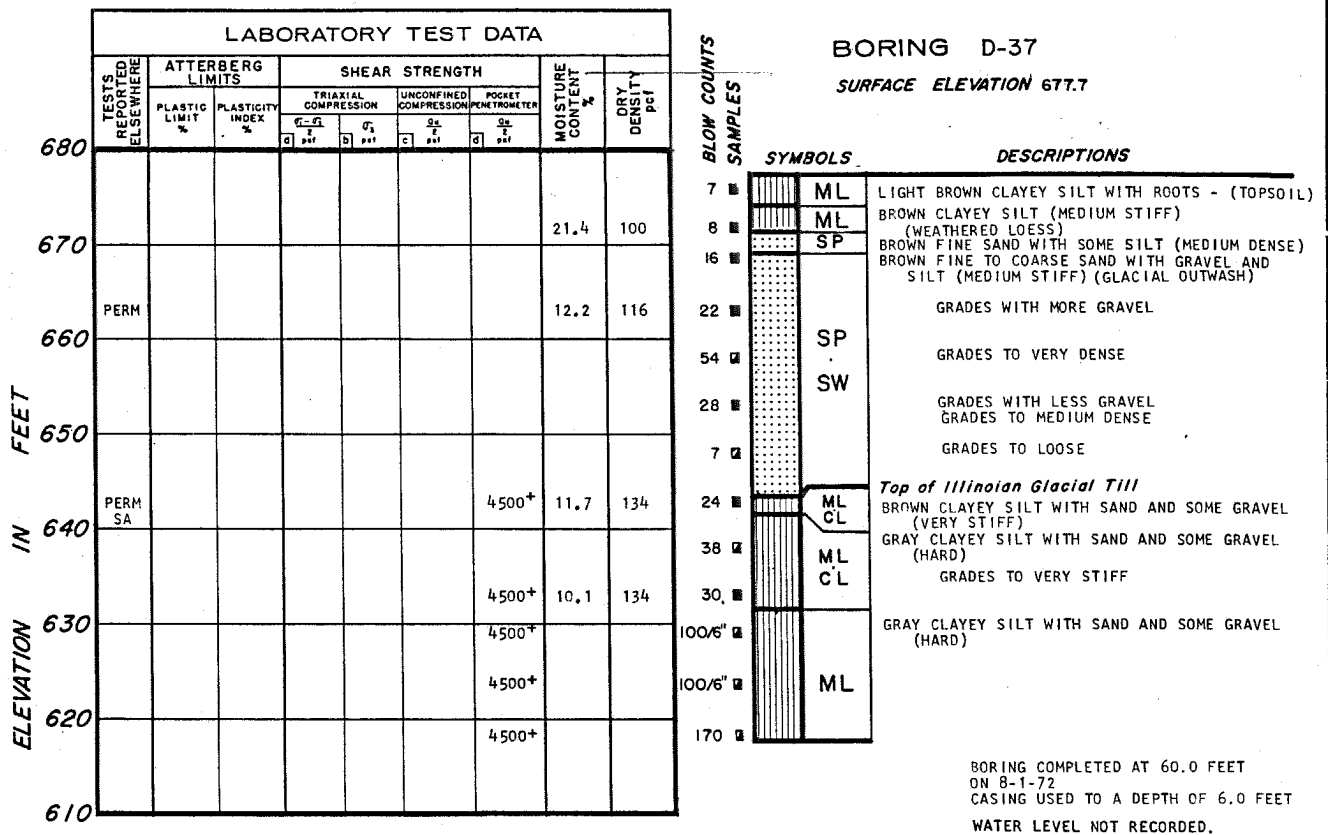 LABORATORY TEST DATA
TESTS REPORTED ELSEWHERE
ATTERBERG LIMITS
PLASTIC LIMIT %
PLASTICITY INDEX %
SHEAR STRENGTH
TRIAXIAL COMPRESSION
UNCONFINED COMPRESSION
POCKET PENETROMETER
a psf
b psf
c psf
d psf
MOISTURE CONTENT %
DRY DENSITY pcf
BLOW COUNTS
SAMPLES
BORING D-37
SURFACE ELEVATION 677.7
SYMBOLS
DESCRIPTIONS
ELEVATION IN FEET
680
670
660
650
640
630
620
610
21.4 100
PERM 12.2 116
PERM 4500+ 11.7 134
SA
4500+ 10.1 134
4500+
4500+
4500+
7 ML LIGHT BROWN CLAYEY SILT WITH ROOTS - (TOPSOIL)
8 ML BROWN CLAYEY SILT (MEDIUM STIFF)
(WEATHERED LOESS)
SP BROWN FINE SAND WITH SOME SILT (MEDIUM DENSE)
16 BROWN FINE TO COARSE SAND WITH GRAVEL AND
SILT (MEDIUM STIFF) (GLACIAL OUTWASH)
22 GRADES WITH MORE GRAVEL
SP
54 GRADES TO VERY DENSE
SW
28 GRADES WITH LESS GRAVEL
GRADES TO MEDIUM DENSE
7 GRADES TO LOOSE
Top of Illinoian Glacial Till
24 ML BROWN CLAYEY SILT WITH SAND AND SOME GRAVEL
CL (VERY STIFF)
GRAY CLAYEY SILT WITH SAND AND SOME GRAVEL
38 ML (HARD)
CL GRADES TO VERY STIFF
30
100/6" GRAY CLAYEY SILT WITH SAND AND SOME GRAVEL
(HARD)
100/6" ML
170
BORING COMPLETED AT 60.0 FEET
ON 8-1-72
CASING USED TO A DEPTH OF 6.0 FEET
WATER LEVEL NOT RECORDED.